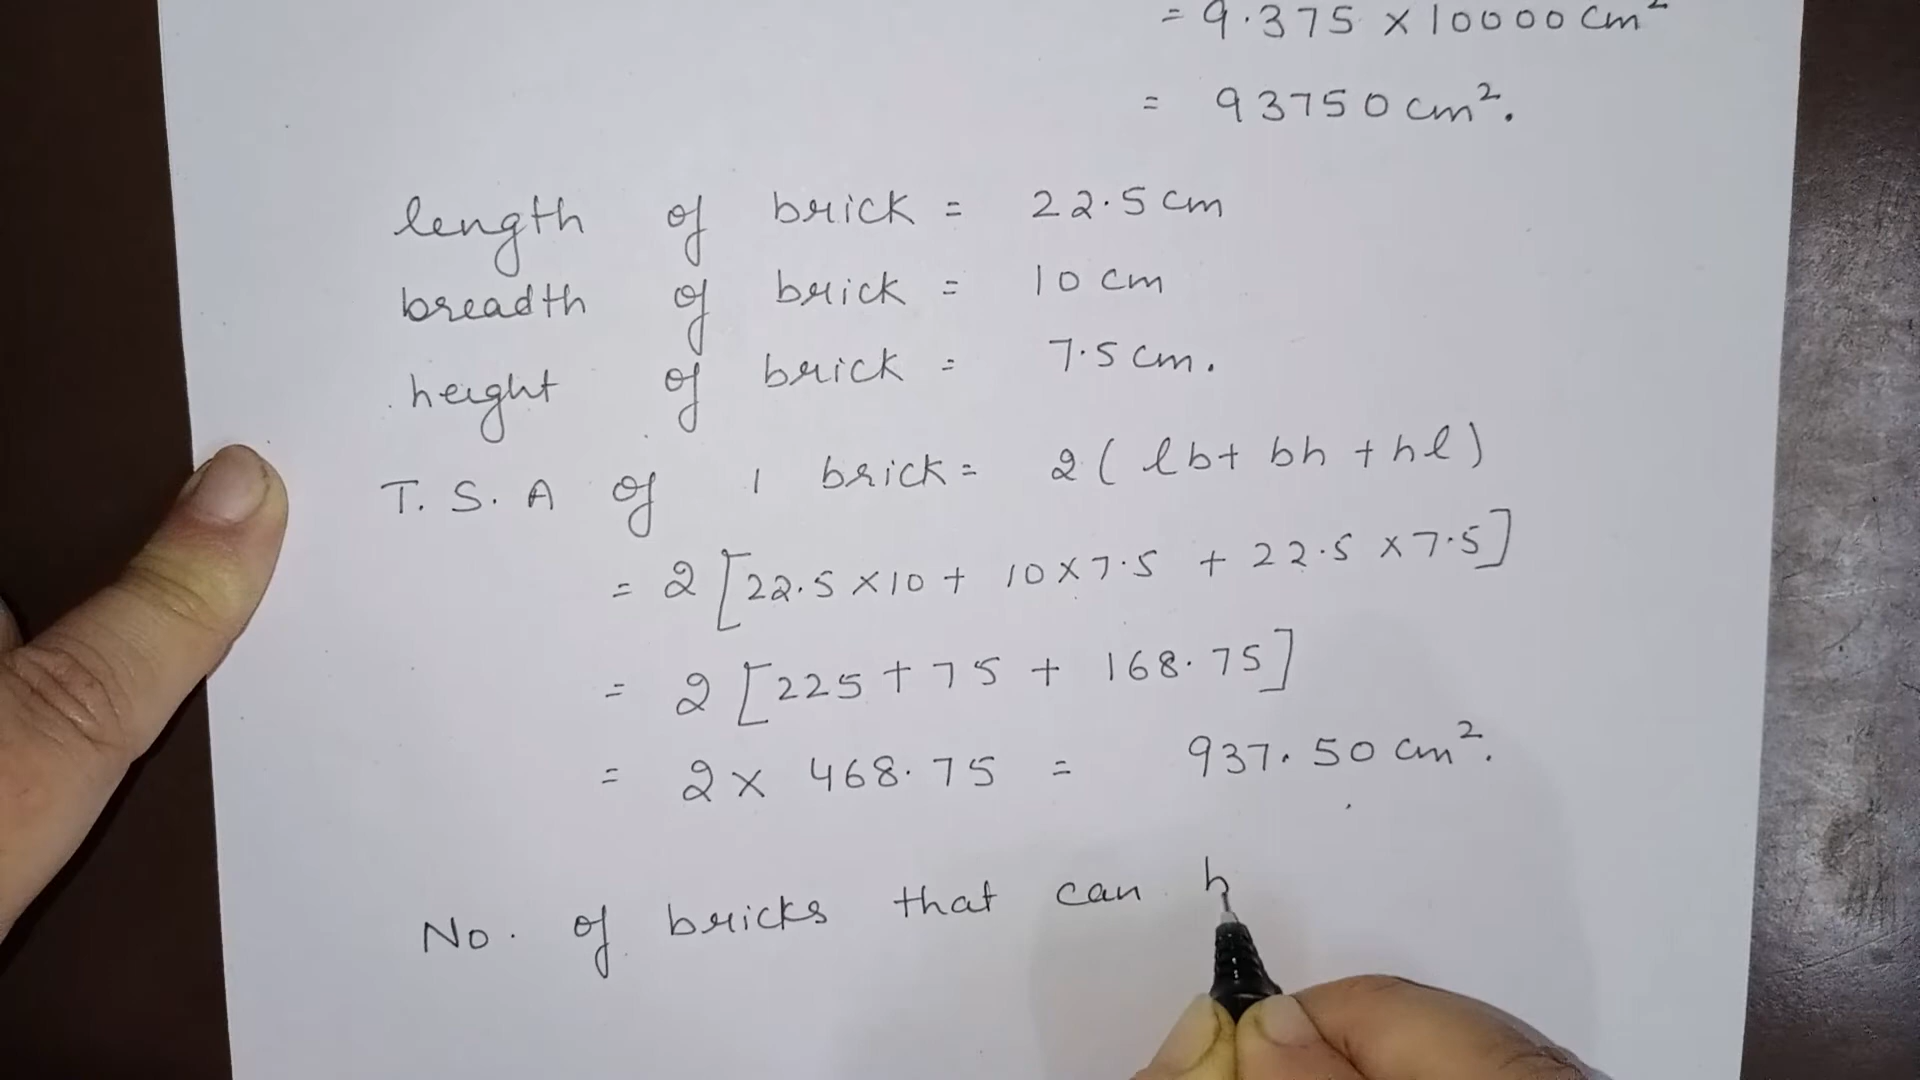 = 9.375 × 10000 cm²
= 93750 cm².
length of brick = 22.5 cm
breadth of brick = 10 cm
height of brick = 7.5 cm.
T. S. A of 1 brick = 2 ( lb + bh + hl )
= 2 [ 22.5 × 10 + 10 × 7.5 + 22.5 × 7.5 ]
= 2 [ 225 + 75 + 168.75 ]
= 2 × 468.75 = 937.50 cm².
No. of bricks that can